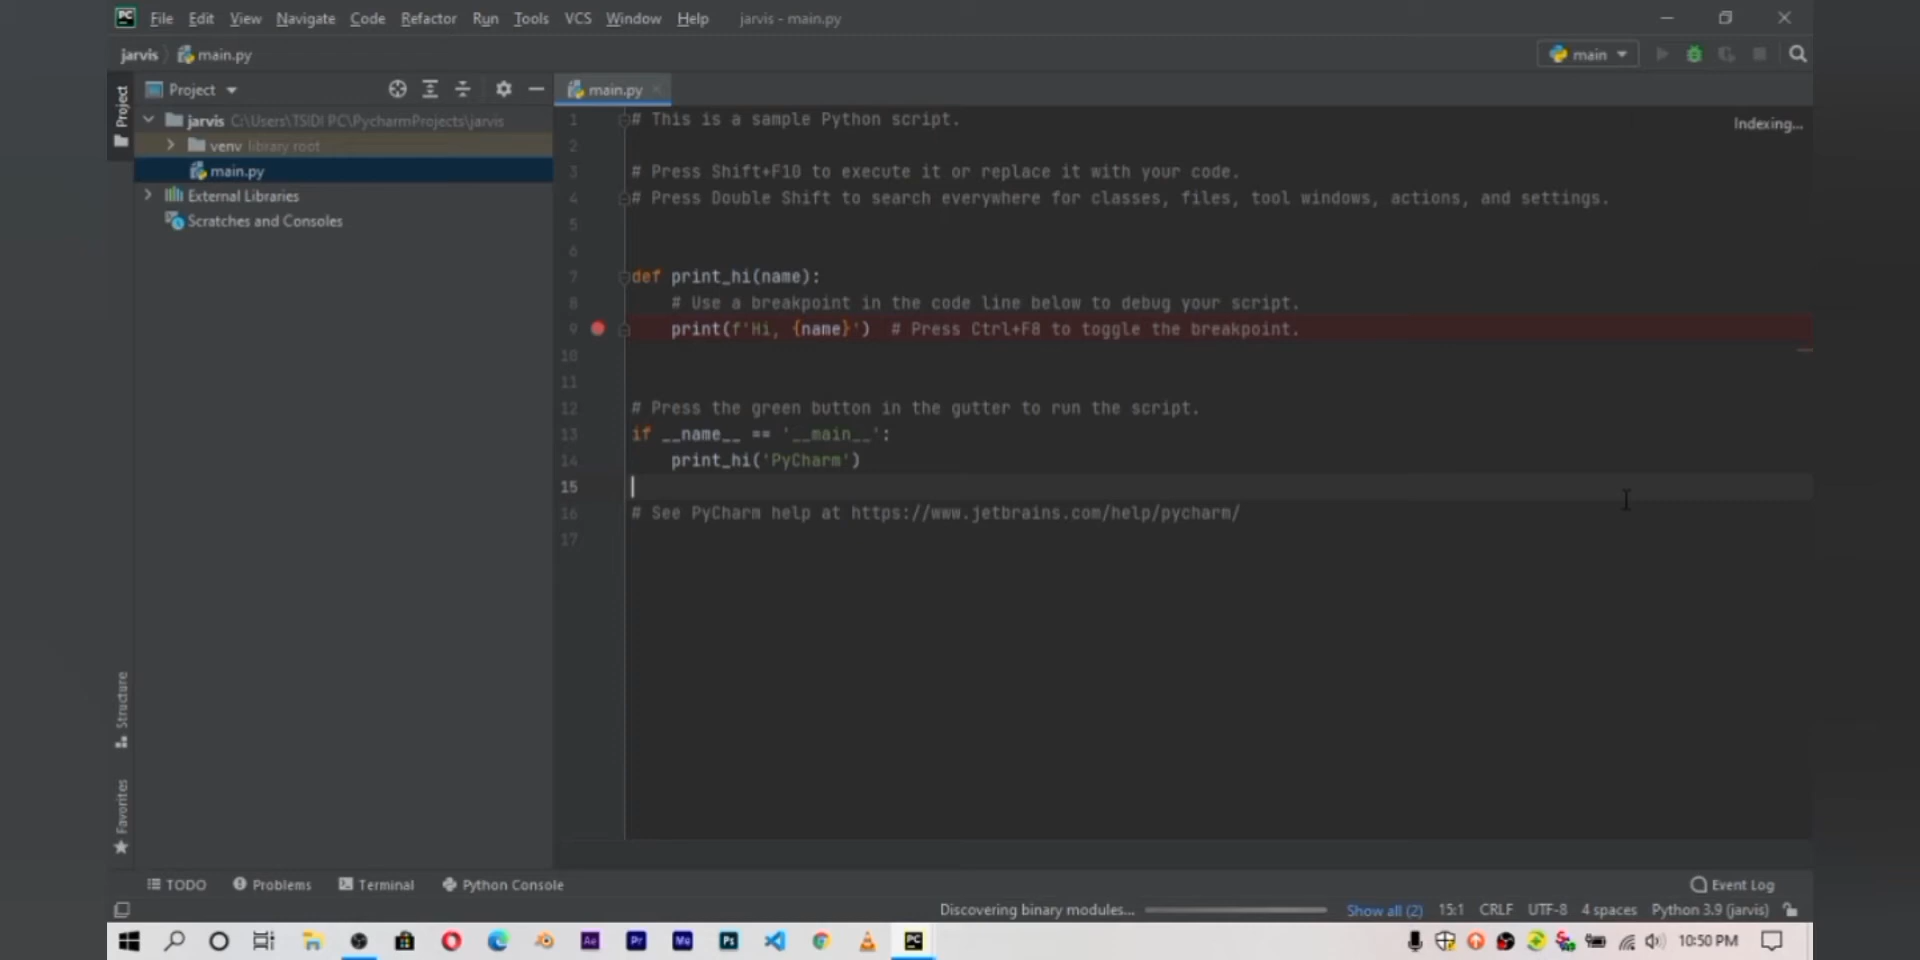 PC File Edit View Navigate Code Refactor Run Tools VCS Window Help jarvis - main.py
jarvis main.py main
Project main.py
Project
jarvis C:\Users\TSIDI PC\PycharmProjects\jarvis
venv library root
main.py
External Libraries
Scratches and Consoles
Structure
Favorites
1 # This is a sample Python script.
Indexing...
2
3 # Press Shift+F10 to execute it or replace it with your code.
4 # Press Double Shift to search everywhere for classes, files, tool windows, actions, and settings.
5
6
7 def print_hi(name):
8 # Use a breakpoint in the code line below to debug your script.
9 print(f'Hi, {name}') # Press Ctrl+F8 to toggle the breakpoint.
10
11
12 # Press the green button in the gutter to run the script.
13 if __name__ == '__main__':
14 print_hi('PyCharm')
15
16 # See PyCharm help at https://www.jetbrains.com/help/pycharm/
17
TODO Problems Terminal Python Console Event Log
Discovering binary modules... Show all (2) 15:1 CRLF UTF-8 4 spaces Python 3.9 (jarvis)
Ae Pr Me Ps PC 10:50 PM